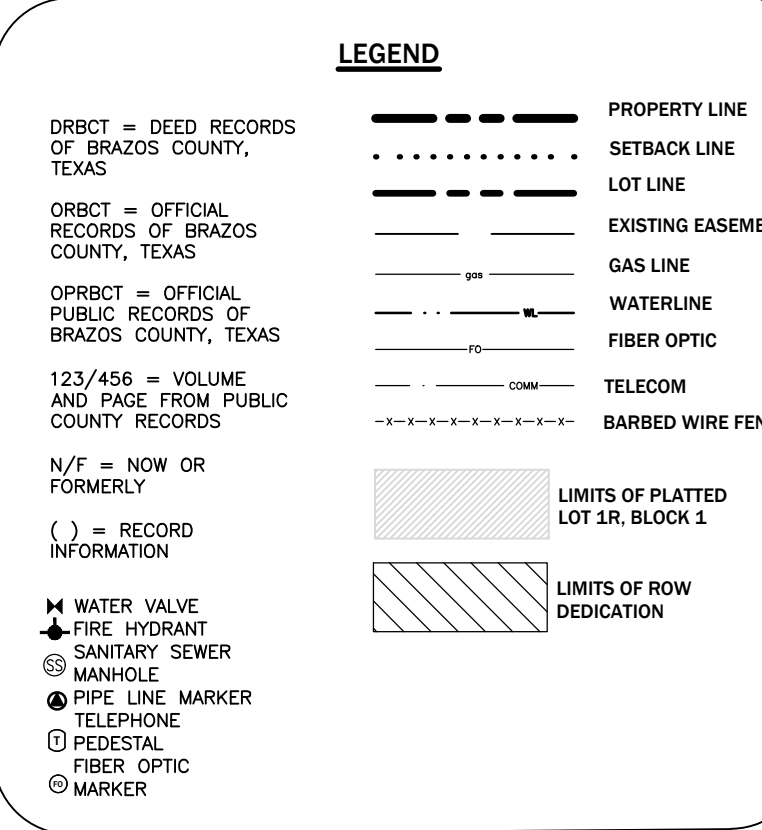 LEGEND
DRBCT = DEED RECORDS
OF BRAZOS COUNTY,
TEXAS
ORBCT = OFFICIAL
RECORDS OF BRAZOS
COUNTY, TEXAS
OPRBCT = OFFICIAL
PUBLIC RECORDS OF
BRAZOS COUNTY, TEXAS
123/456 = VOLUME
AND PAGE FROM PUBLIC
COUNTY RECORDS
N/F = NOW OR
FORMERLY
( ) = RECORD
INFORMATION
WATER VALVE
FIRE HYDRANT
SANITARY SEWER
SS MANHOLE
PIPE LINE MARKER
TELEPHONE
T PEDESTAL
FIBER OPTIC
FO MARKER
PROPERTY LINE
SETBACK LINE
LOT LINE
EXISTING EASEME
gas GAS LINE
WL WATERLINE
FO FIBER OPTIC
COMM TELECOM
-x-x-x-x-x-x-x-x-x- BARBED WIRE FEN
LIMITS OF PLATTED
LOT 1R, BLOCK 1
LIMITS OF ROW
DEDICATION